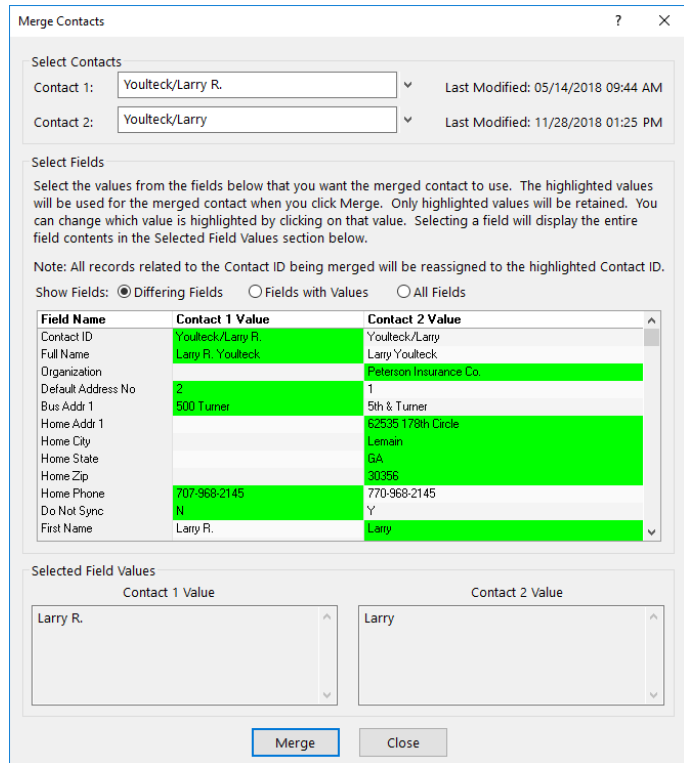 Merge Contacts
?
Select Contacts
Contact 1: Youlteck/Larry R. Last Modified: 05/14/2018 09:44 AM
Contact 2: Youlteck/Larry Last Modified: 11/28/2018 01:25 PM
Select Fields
Select the values from the fields below that you want the merged contact to use. The highlighted values
will be used for the merged contact when you click Merge. Only highlighted values will be retained. You
can change which value is highlighted by clicking on that value. Selecting a field will display the entire
field contents in the Selected Field Values section below.
Note: All records related to the Contact ID being merged will be reassigned to the highlighted Contact ID.
Show Fields: Differing Fields Fields with Values All Fields
Field Name Contact 1 Value Contact 2 Value
Contact ID Youlteck/Larry R. Youlteck/Larry
Full Name Larry R. Youlteck Larry Youlteck
Organization Peterson Insurance Co.
Default Address No 2 1
Bus Addr 1 500 Turner 5th & Turner
Home Addr 1 62535 178th Circle
Home City Lemain
Home State GA
Home Zip 30356
Home Phone 707-968-2145 770-968-2145
Do Not Sync N Y
First Name Larry R. Larry
Selected Field Values
Contact 1 Value Contact 2 Value
Larry R. Larry
Merge Close